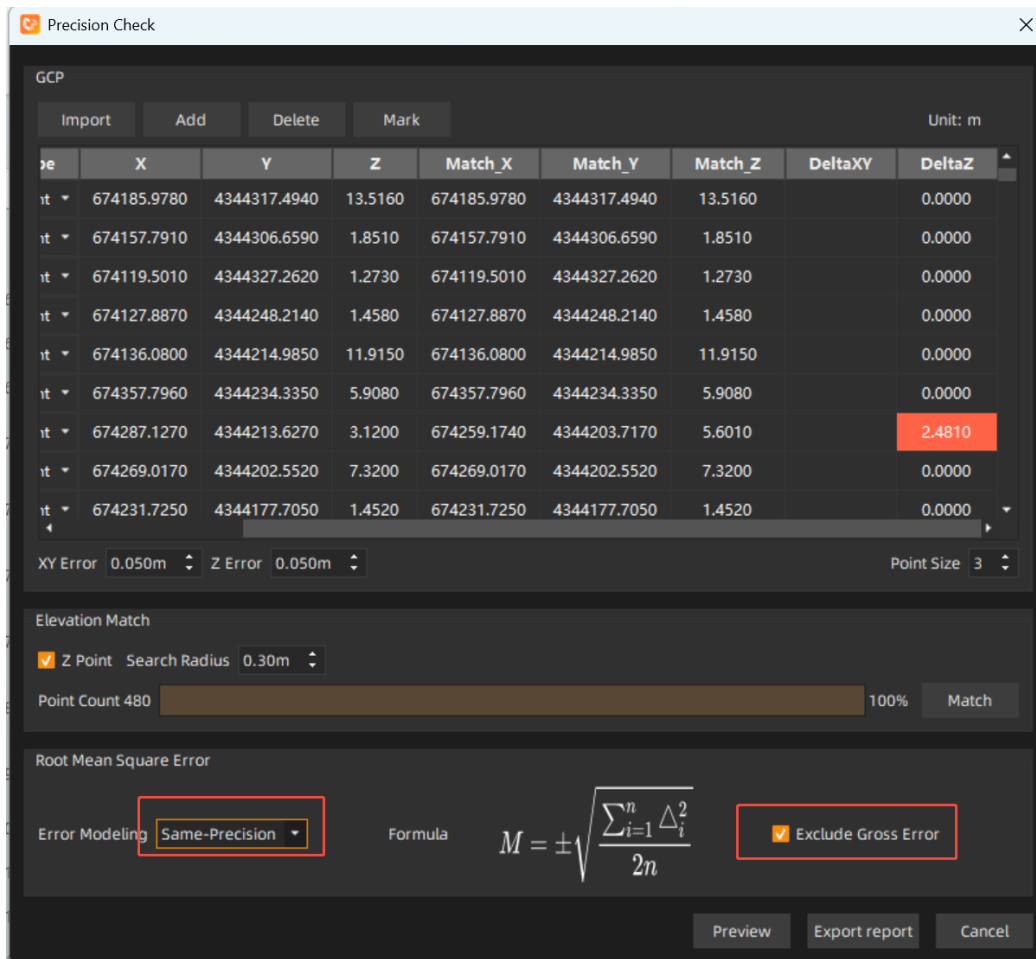 Precision Check
GCP
Import Add Delete Mark Unit: m
X Y Z Match_X Match_Y Match_Z DeltaXY DeltaZ
674185.9780 4344317.4940 13.5160 674185.9780 4344317.4940 13.5160 0.0000
674157.7910 4344306.6590 1.8510 674157.7910 4344306.6590 1.8510 0.0000
674119.5010 4344327.2620 1.2730 674119.5010 4344327.2620 1.2730 0.0000
674127.8870 4344248.2140 1.4580 674127.8870 4344248.2140 1.4580 0.0000
674136.0800 4344214.9850 11.9150 674136.0800 4344214.9850 11.9150 0.0000
674357.7960 4344234.3350 5.9080 674357.7960 4344234.3350 5.9080 0.0000
674287.1270 4344213.6270 3.1200 674259.1740 4344203.7170 5.6010 2.4810
674269.0170 4344202.5520 7.3200 674269.0170 4344202.5520 7.3200 0.0000
674231.7250 4344177.7050 1.4520 674231.7250 4344177.7050 1.4520 0.0000
XY Error 0.050m Z Error 0.050m Point Size 3
Elevation Match
Z Point Search Radius 0.30m
Point Count 480 100% Match
Root Mean Square Error
Error Modeling Same-Precision Formula M = ±√(∑ⁿᵢ₌₁ △ᵢ² / 2n) Exclude Gross Error
Preview Export report Cancel